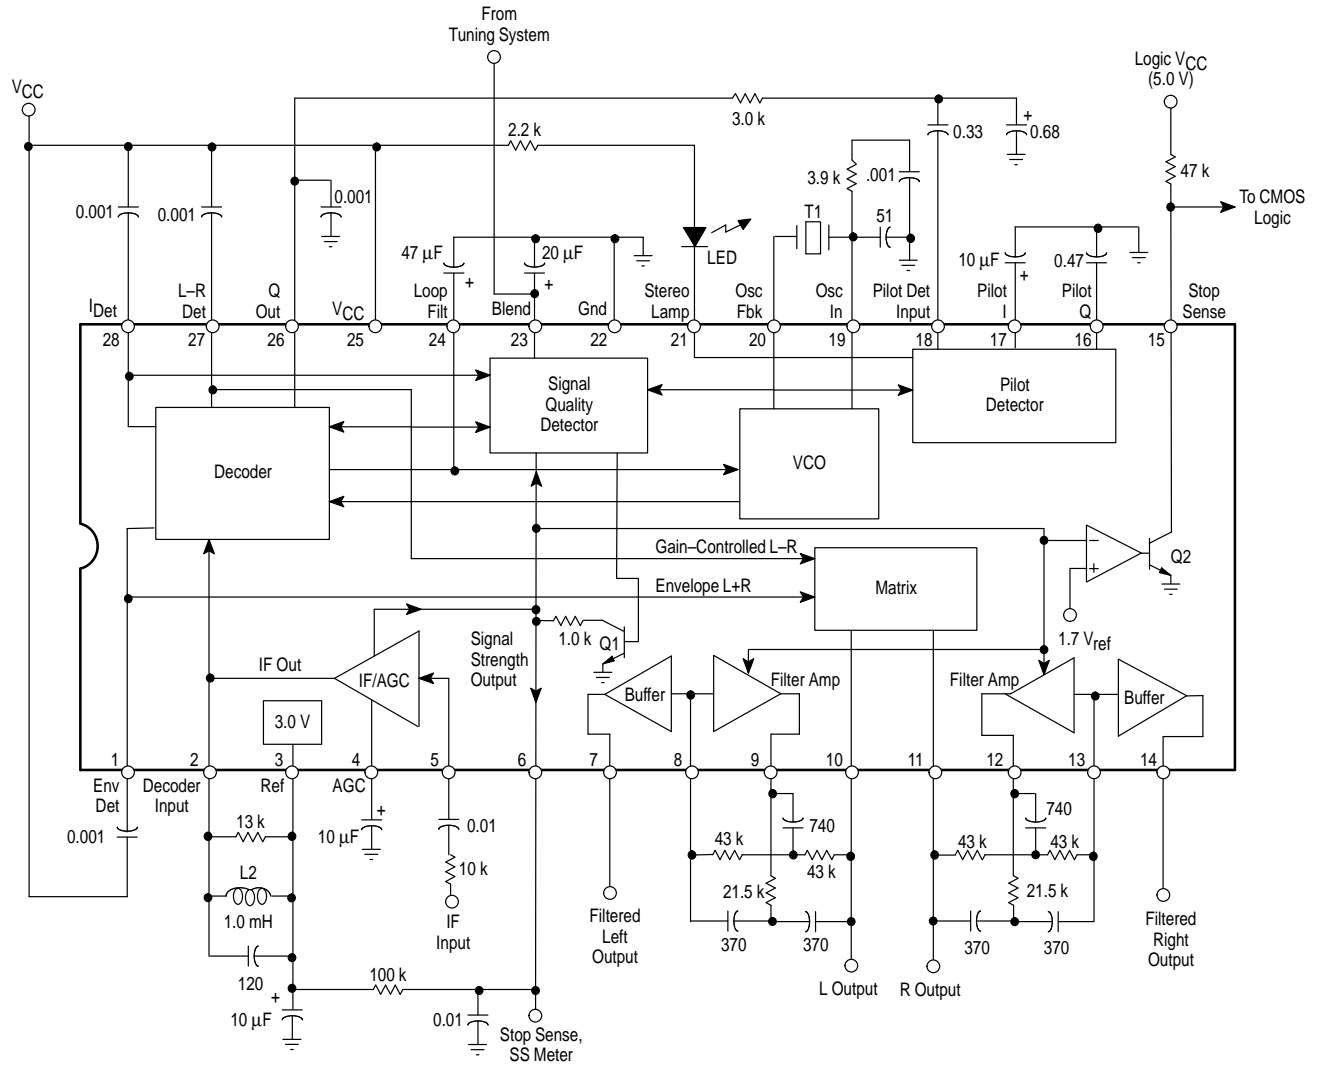 From
Tuning System
Logic VCC
(5.0 V)
VCC
3.0 k
0.33
+
0.68
2.2 k
47 k
3.9 k
.001
0.001
0.001
0.001
To CMOS
Logic
T1
51
47 µF
+
20 µF
+
LED
10 µF
+
0.47
IDet
L–R
Det
Q
Out
VCC
Loop
Filt
Blend
Gnd
Stereo
Lamp
Osc
Fbk
Osc
In
Pilot Det
Input
Pilot
I
Pilot
Q
Stop
Sense
28
27
26
25
24
23
22
21
20
19
18
17
16
15
Signal
Quality
Detector
Pilot
Detector
Decoder
VCO
Gain–Controlled L–R
Envelope L+R
Matrix
–
+
Q2
1.7 Vref
Signal
Strength
Output
1.0 k
Q1
IF Out
IF/AGC
3.0 V
Buffer
Filter Amp
Filter Amp
Buffer
1
2
3
4
5
6
7
8
9
10
11
12
13
14
Env
Det
Decoder
Input
Ref
AGC
0.001
13 k
10 µF
+
0.01
10 k
IF
Input
L2
1.0 mH
120
+
10 µF
100 k
0.01
Stop Sense,
SS Meter
Filtered
Left
Output
740
43 k
43 k
21.5 k
370
370
L Output
R Output
740
43 k
43 k
21.5 k
370
370
Filtered
Right
Output